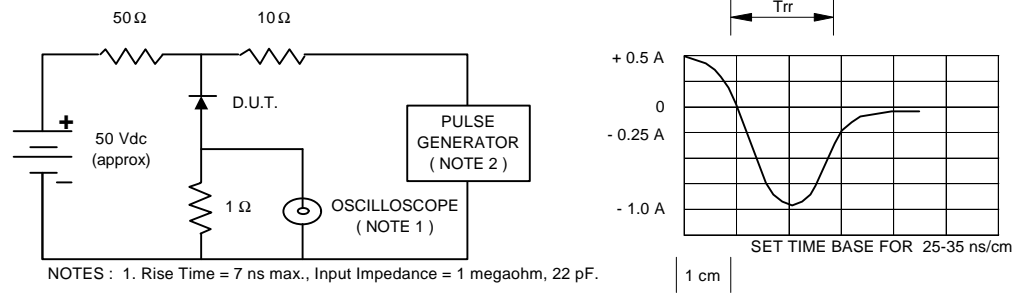 50 Ω 10 Ω
D.U.T.
+
50 Vdc
(approx)
−
PULSE
GENERATOR
( NOTE 2 )
1 Ω
OSCILLOSCOPE
( NOTE 1 )
NOTES : 1. Rise Time = 7 ns max., Input Impedance = 1 megaohm, 22 pF.
Trr
+ 0.5 A
0
- 0.25 A
- 1.0 A
SET TIME BASE FOR 25-35 ns/cm
1 cm